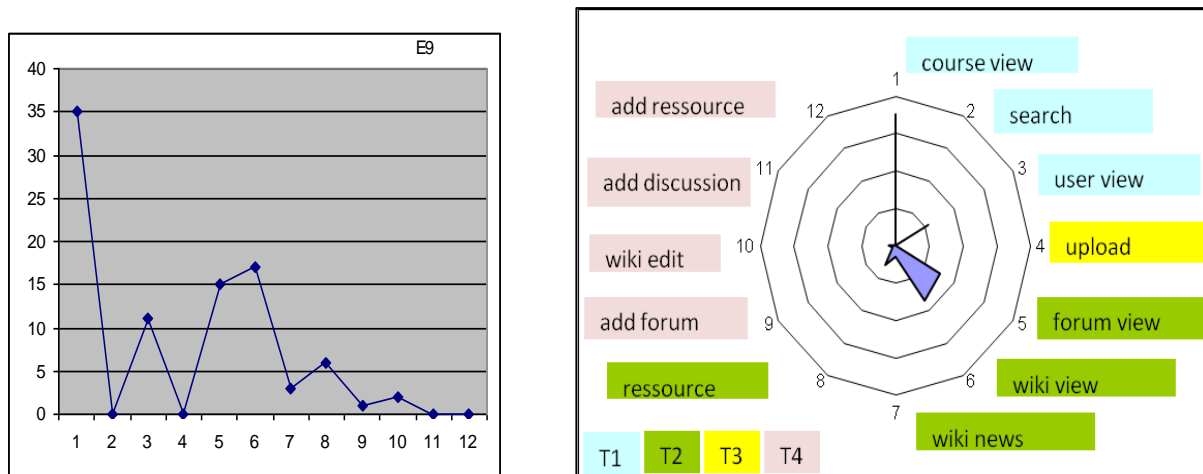 E9
40
35
30
25
20
15
10
5
0
1 2 3 4 5 6 7 8 9 10 11 12
course view
1
add ressource
12
2
search
11
3
add discussion
user view
10
4
wiki edit
upload
add forum
9
5
forum view
ressource
8
6
wiki view
7
wiki news
T1 T2 T3 T4